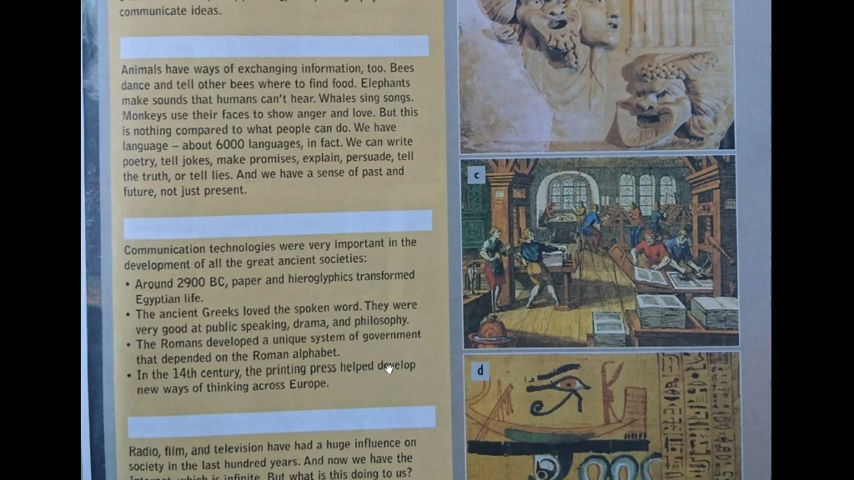 communicate ideas.
Animals have ways of exchanging information, too. Bees
dance and tell other bees where to find food. Elephants
make sounds that humans can't hear. Whales sing songs.
Monkeys use their faces to show anger and love. But this
is nothing compared to what people can do. We have
language – about 6000 languages, in fact. We can write
poetry, tell jokes, make promises, explain, persuade, tell
the truth, or tell lies. And we have a sense of past and
future, not just present.
Communication technologies were very important in the
development of all the great ancient societies:
• Around 2900 BC, paper and hieroglyphics transformed
Egyptian life.
• The ancient Greeks loved the spoken word. They were
very good at public speaking, drama, and philosophy.
• The Romans developed a unique system of government
that depended on the Roman alphabet.
• In the 14th century, the printing press helped develop
new ways of thinking across Europe.
Radio, film, and television have had a huge influence on
society in the last hundred years. And now we have the
Internet, which is infinite. But what is this doing to us?
c
d